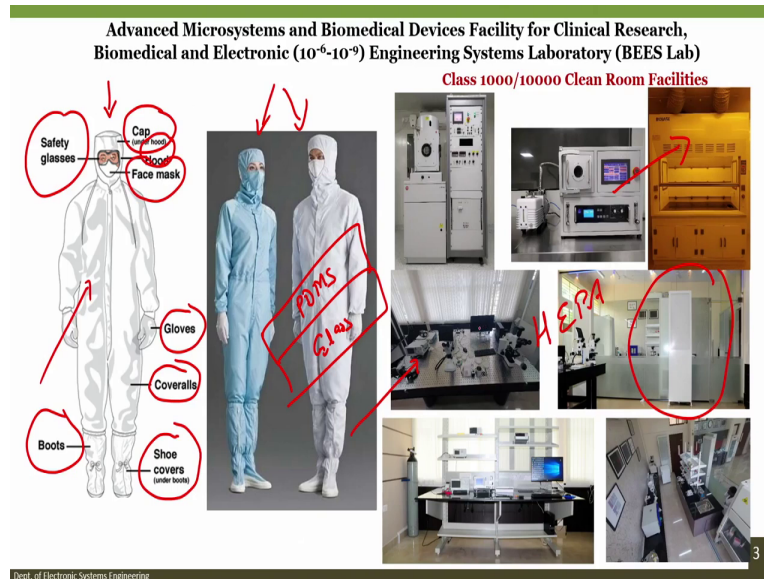 Advanced Microsystems and Biomedical Devices Facility for Clinical Research,
Biomedical and Electronic (10⁻⁶-10⁻⁹) Engineering Systems Laboratory (BEES Lab)
Class 1000/10000 Clean Room Facilities
Cap
(under hood)
Safety
glasses
Hood
Face mask
Gloves
Coveralls
Boots
Shoe
covers
(under boots)
PDMS
Glass
HEPA
3
Dept. of Electronic Systems Engineering